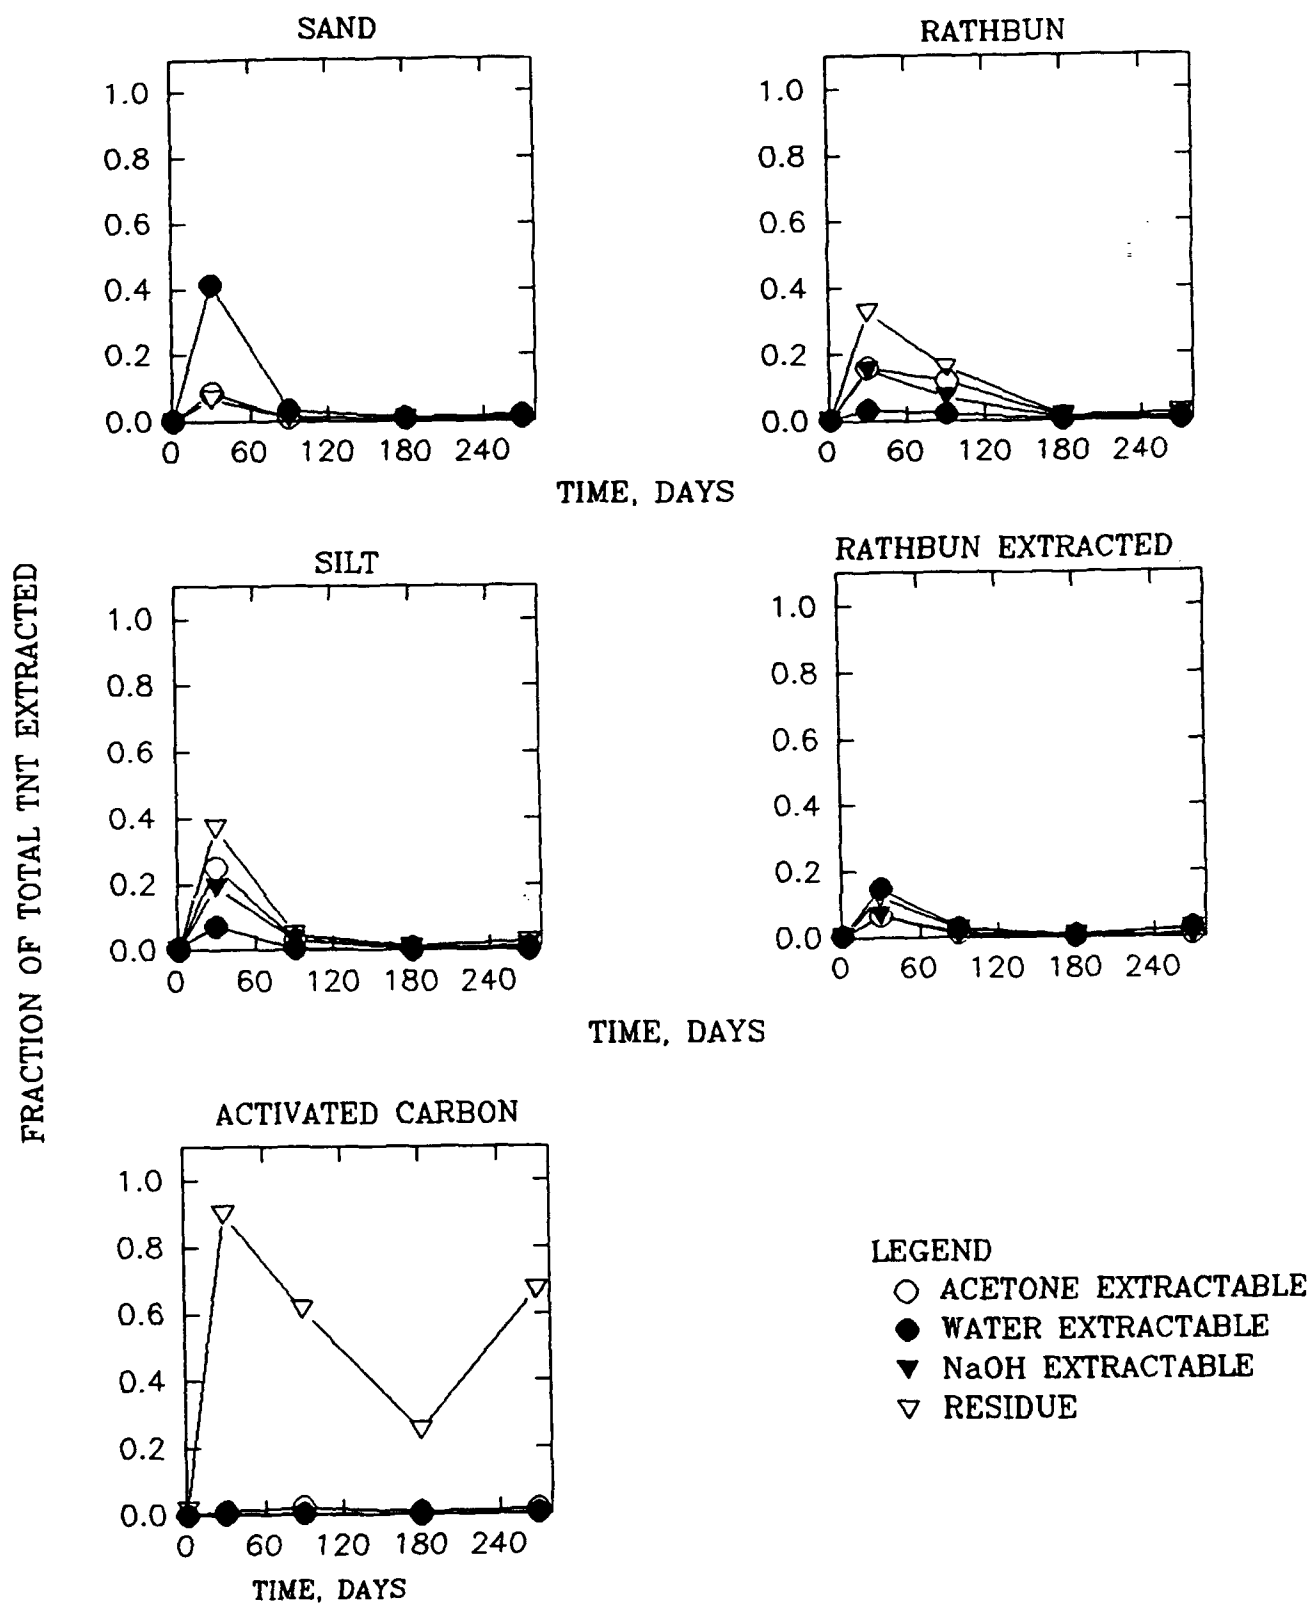 SAND
1.0
0.8
0.6
0.4
0.2
0.0
0 60 120 180 240
RATHBUN
1.0
0.8
0.6
0.4
0.2
0.0
0 60 120 180 240
TIME, DAYS
FRACTION OF TOTAL TNT EXTRACTED
SILT
1.0
0.8
0.6
0.4
0.2
0.0
0 60 120 180 240
RATHBUN EXTRACTED
1.0
0.8
0.6
0.4
0.2
0.0
0 60 120 180 240
TIME, DAYS
ACTIVATED CARBON
1.0
0.8
0.6
0.4
0.2
0.0
0 60 120 180 240
TIME, DAYS
LEGEND
ACETONE EXTRACTABLE
WATER EXTRACTABLE
NaOH EXTRACTABLE
RESIDUE